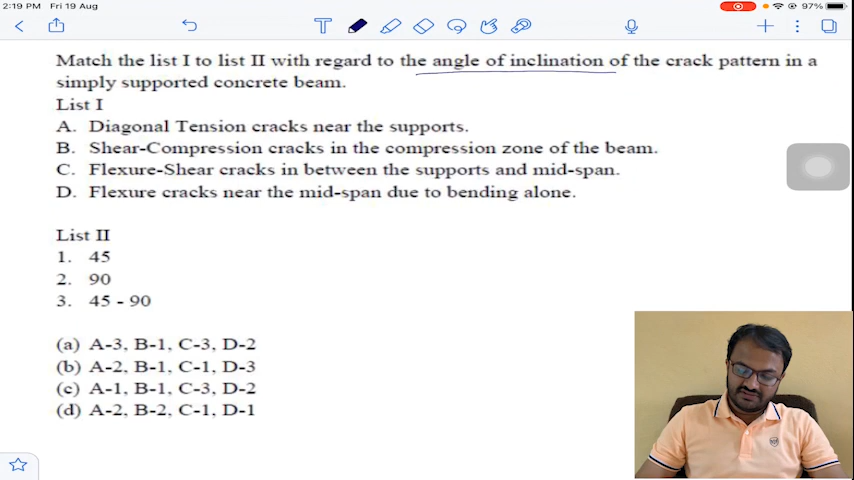 2:19 PM Fri 19 Aug
97%
Match the list I to list II with regard to the angle of inclination of the crack pattern in a
simply supported concrete beam.
List I
A. Diagonal Tension cracks near the supports.
B. Shear-Compression cracks in the compression zone of the beam.
C. Flexure-Shear cracks in between the supports and mid-span.
D. Flexure cracks near the mid-span due to bending alone.
List II
1. 45
2. 90
3. 45 - 90
(a) A-3, B-1, C-3, D-2
(b) A-2, B-1, C-1, D-3
(c) A-1, B-1, C-3, D-2
(d) A-2, B-2, C-1, D-1